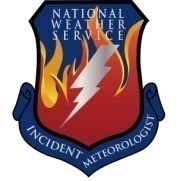 NATIONAL
WEATHER
SERVICE
INCIDENT METEOROLOGIST